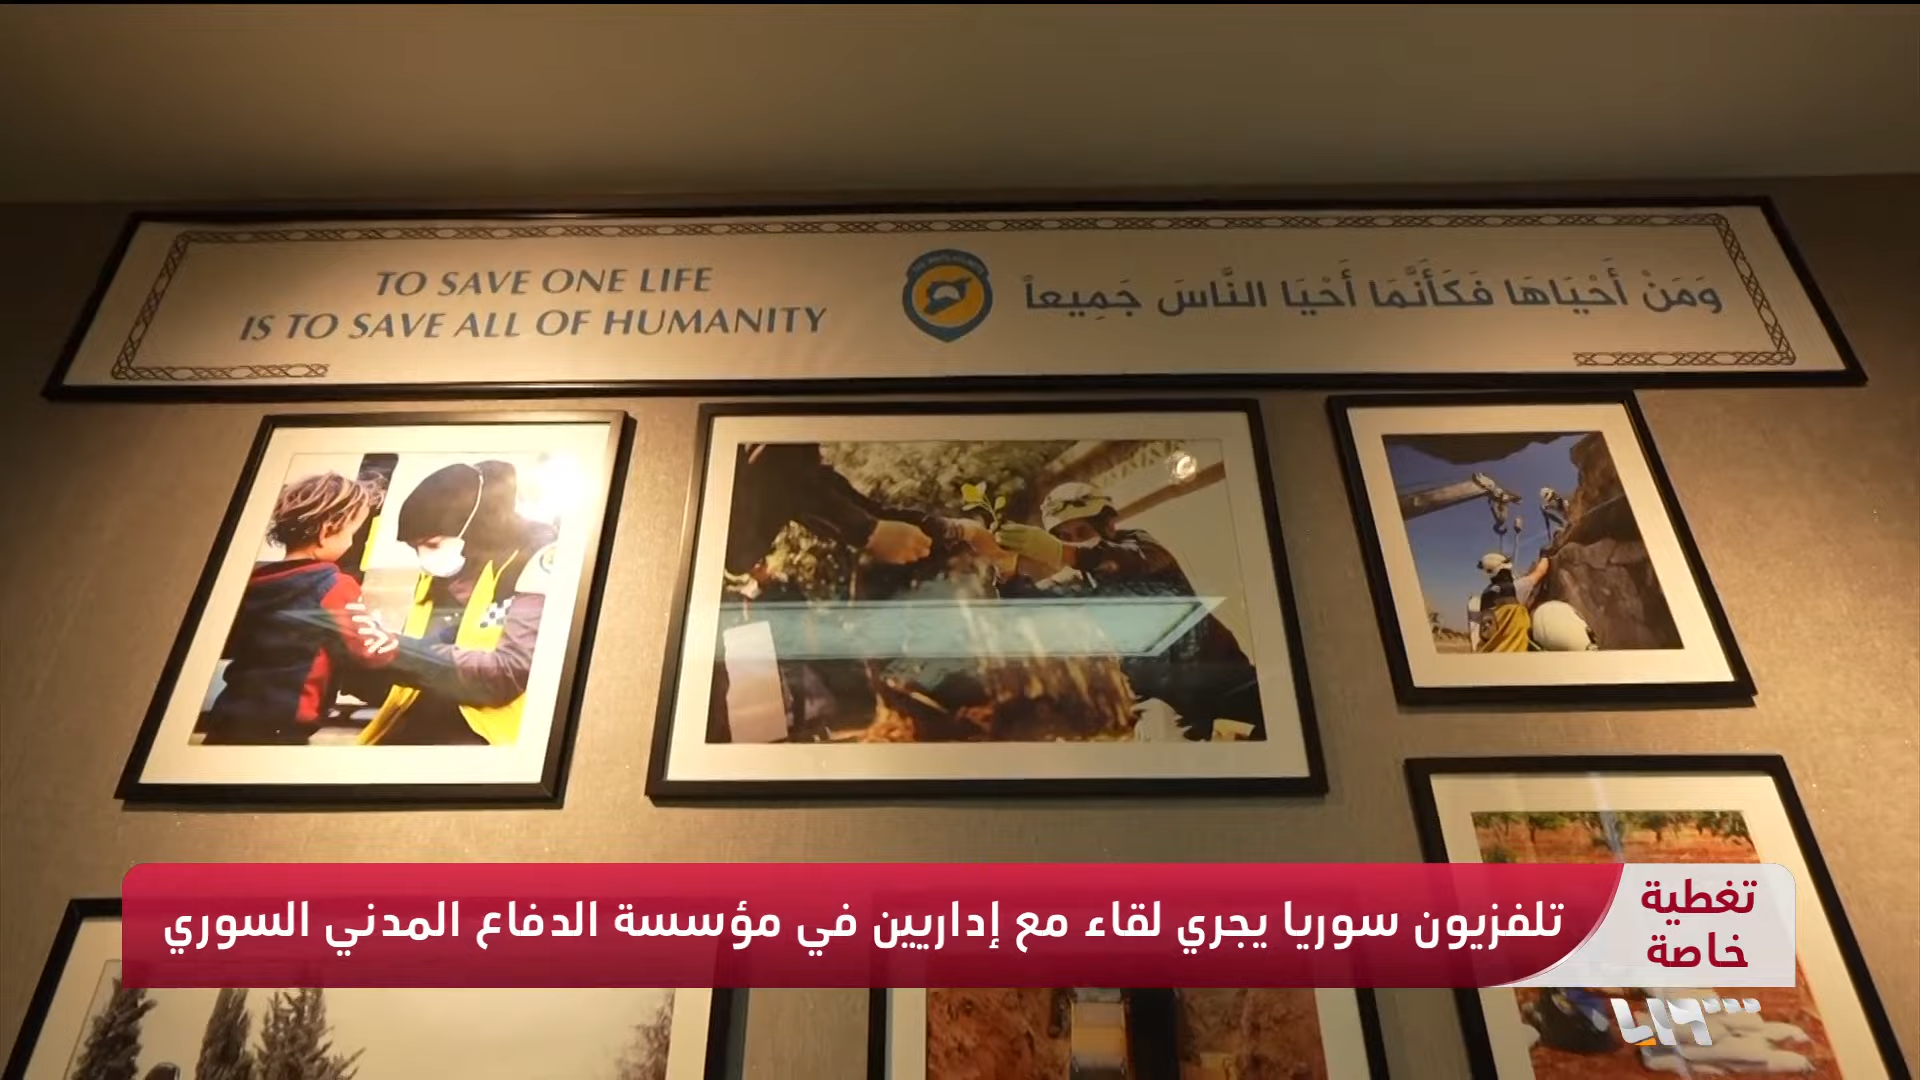 TO SAVE ONE LIFE
IS TO SAVE ALL OF HUMANITY
وَمَنْ أَحْيَاهَا فَكَأَنَّمَا أَحْيَا النَّاسَ جَمِيعاً
تغطية
خاصة
تلفزيون سوريا يجري لقاء مع إداريين في مؤسسة الدفاع المدني السوري
سوريا